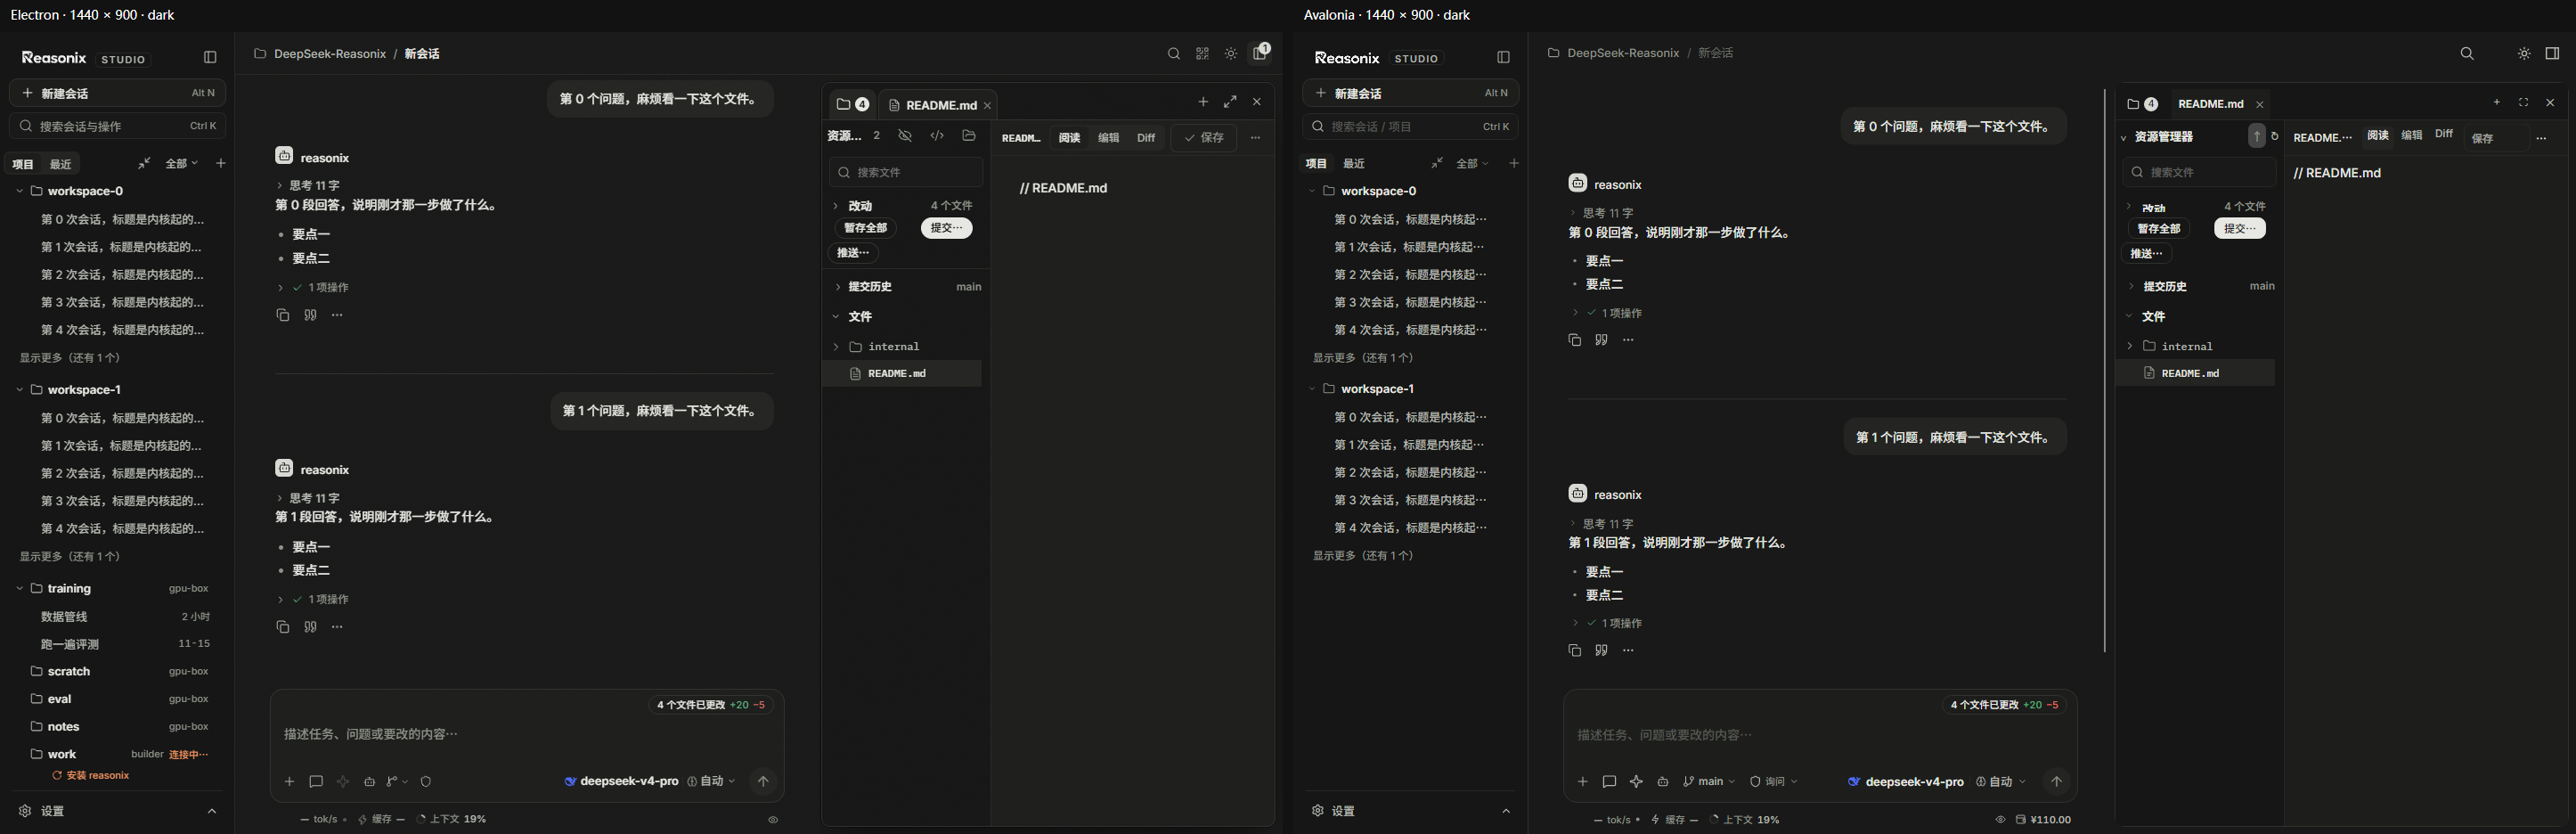 Electron · 1440 × 900 · dark
Reasonix STUDIO
新建会话 Alt N
搜索会话与操作 Ctrl K
项目 最近 全部
workspace-0
第 0 次会话，标题是内核起的...
第 1 次会话，标题是内核起的...
第 2 次会话，标题是内核起的...
第 3 次会话，标题是内核起的...
第 4 次会话，标题是内核起的...
显示更多（还有 1 个）
workspace-1
第 0 次会话，标题是内核起的...
第 1 次会话，标题是内核起的...
第 2 次会话，标题是内核起的...
第 3 次会话，标题是内核起的...
第 4 次会话，标题是内核起的...
显示更多（还有 1 个）
training gpu-box
数据管线 2 小时
跑一遍评测 11-15
scratch gpu-box
eval gpu-box
notes gpu-box
work builder 连接中…
安装 reasonix
设置
DeepSeek-Reasonix / 新会话
1
第 0 个问题，麻烦看一下这个文件。
reasonix
思考 11 字
第 0 段回答，说明刚才那一步做了什么。
• 要点一
• 要点二
1 项操作
第 1 个问题，麻烦看一下这个文件。
reasonix
思考 11 字
第 1 段回答，说明刚才那一步做了什么。
• 要点一
• 要点二
1 项操作
4 个文件已更改 +20 −5
描述任务、问题或要改的内容…
deepseek-v4-pro 自动
— tok/s • 缓存 — 上下文 19%
4 README.md
资源... 2
搜索文件
改动 4 个文件
暂存全部 提交…
推送…
提交历史 main
文件
internal
README.md
READM... 阅读 编辑 Diff 保存
// README.md
Avalonia · 1440 × 900 · dark
Reasonix STUDIO
新建会话 Alt N
搜索会话 / 项目 Ctrl K
项目 最近 全部
workspace-0
第 0 次会话，标题是内核起…
第 1 次会话，标题是内核起…
第 2 次会话，标题是内核起…
第 3 次会话，标题是内核起…
第 4 次会话，标题是内核起…
显示更多（还有 1 个）
workspace-1
第 0 次会话，标题是内核起…
第 1 次会话，标题是内核起…
第 2 次会话，标题是内核起…
第 3 次会话，标题是内核起…
第 4 次会话，标题是内核起…
显示更多（还有 1 个）
设置
DeepSeek-Reasonix / 新会话
第 0 个问题，麻烦看一下这个文件。
reasonix
思考 11 字
第 0 段回答，说明刚才那一步做了什么。
• 要点一
• 要点二
1 项操作
第 1 个问题，麻烦看一下这个文件。
reasonix
思考 11 字
第 1 段回答，说明刚才那一步做了什么。
• 要点一
• 要点二
1 项操作
4 个文件已更改 +20 −5
描述任务、问题或要改的内容…
main 询问 deepseek-v4-pro 自动
— tok/s • 缓存 — 上下文 19% ¥110.00
4 README.md
资源管理器
搜索文件
改动 4 个文件
暂存全部 提交…
推送…
提交历史 main
文件
internal
README.md
README.… 阅读 编辑 Diff 保存
// README.md